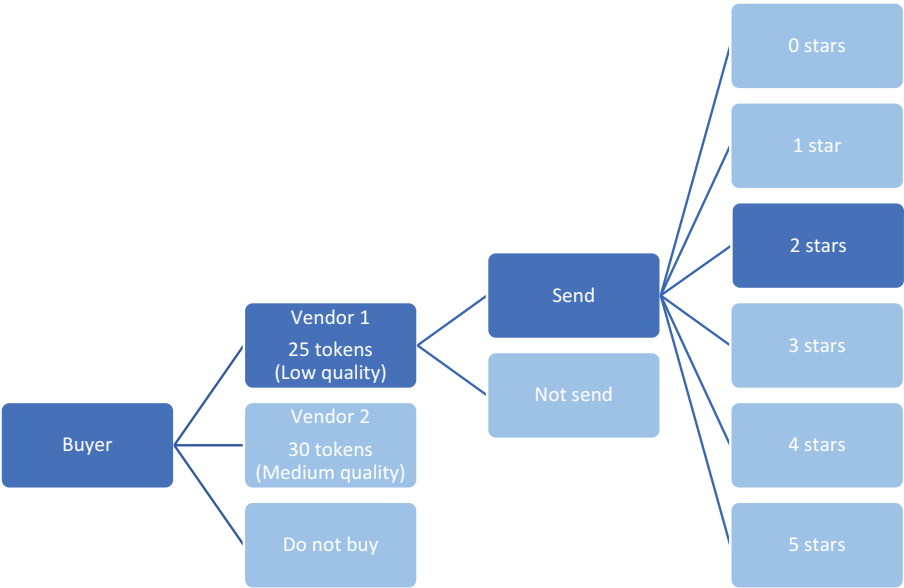 Buyer
Vendor 1
25 tokens
(Low quality)
Vendor 2
30 tokens
(Medium quality)
Do not buy
Send
Not send
0 stars
1 star
2 stars
3 stars
4 stars
5 stars